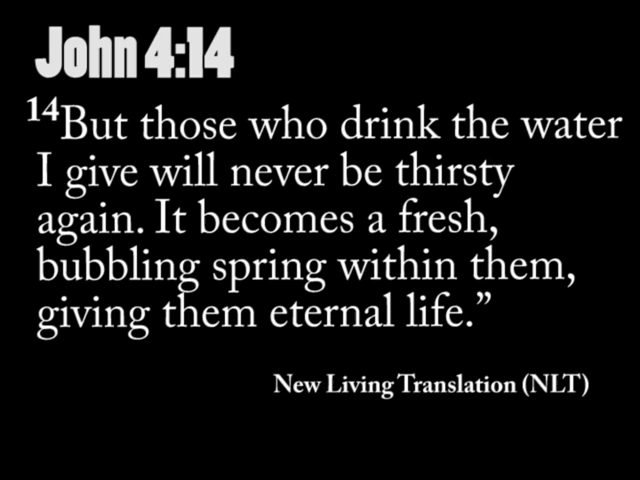 John 4:14
14But those who drink the water
I give will never be thirsty
again. It becomes a fresh,
bubbling spring within them,
giving them eternal life.”
New Living Translation (NLT)